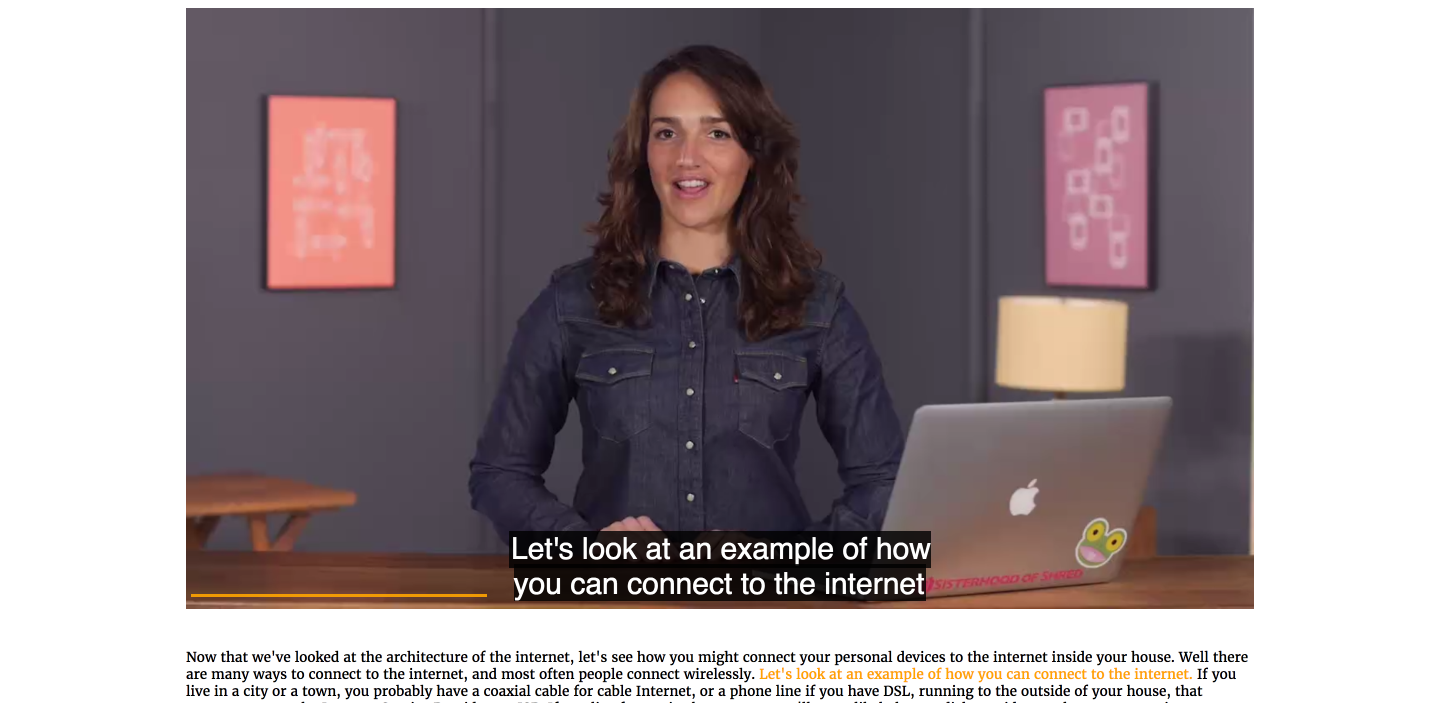 Let's look at an example of how
you can connect to the internet
SISTERHOOD OF SHRED
Now that we've looked at the architecture of the internet, let's see how you might connect your personal devices to the internet inside your house. Well there
are many ways to connect to the internet, and most often people connect wirelessly. Let's look at an example of how you can connect to the internet. If you
live in a city or a town, you probably have a coaxial cable for cable Internet, or a phone line if you have DSL, running to the outside of your house, that